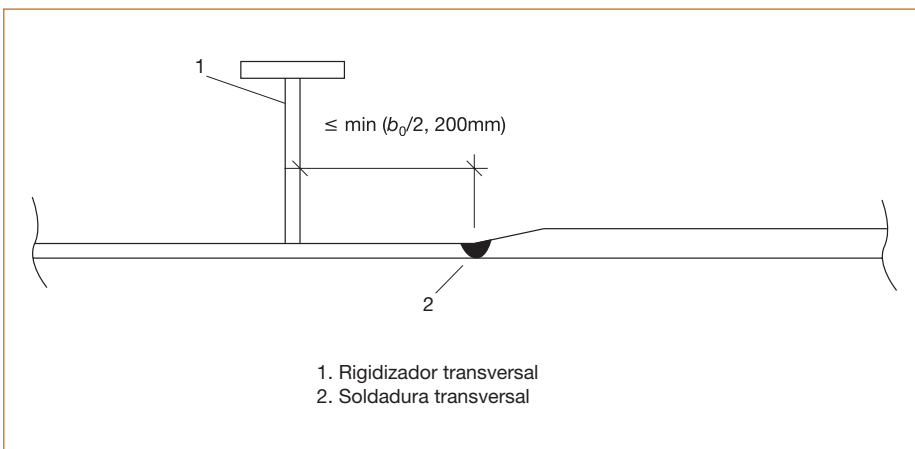 1
≤ min (b₀/2, 200mm)
2
1. Rigidizador transversal
2. Soldadura transversal